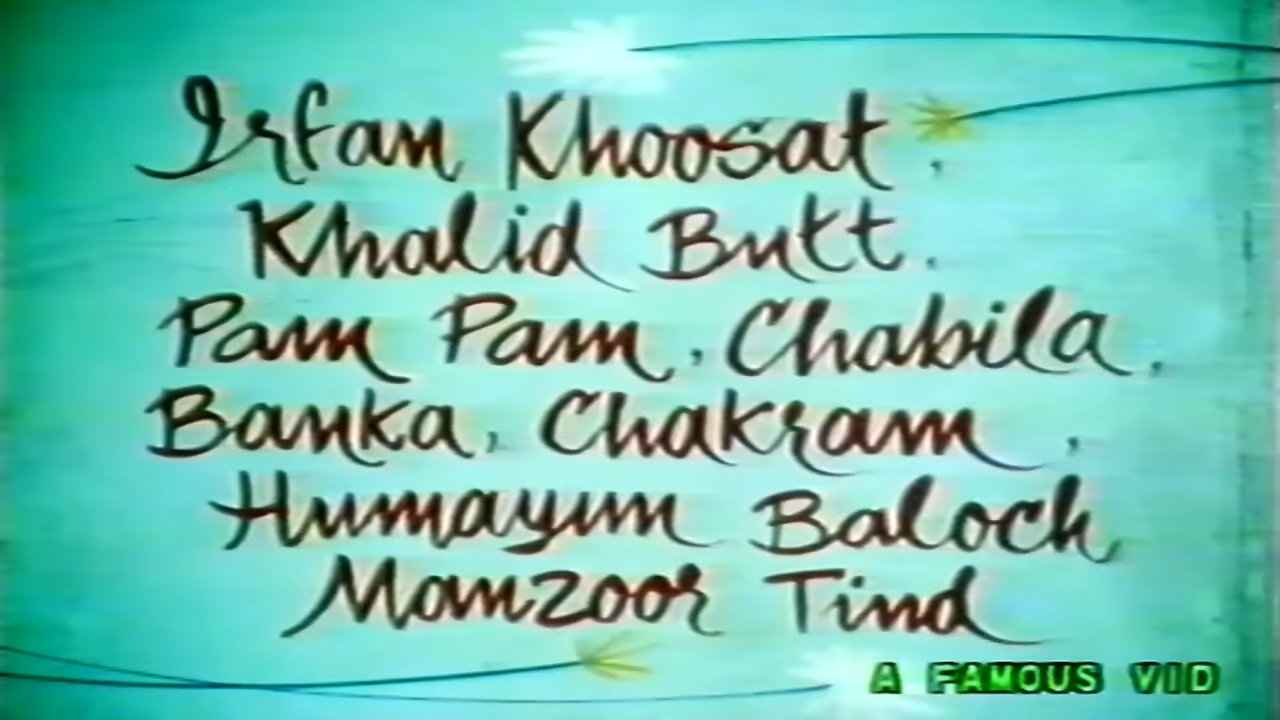 Irfan Khoosat,
Khalid Butt.
Pam Pam, Chabila,
Banka, Chakram,
Humayun Baloch,
Manzoor Tind
A FAMOUS VID